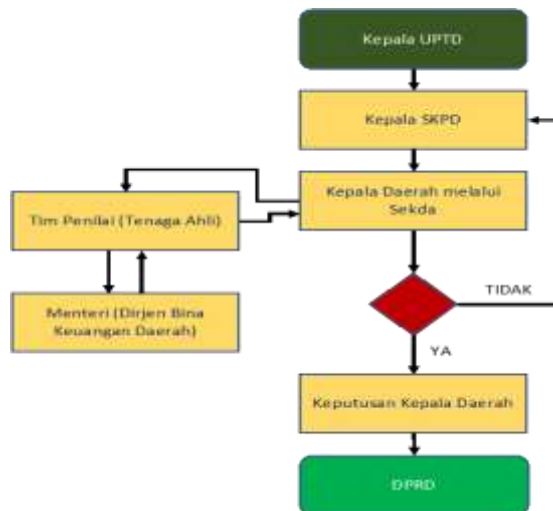 Kepala UPTD
Kepala SKPD
Kepala Daerah melalui
Sekda
Tim Penilai (Tenaga Ahli)
Menteri (Dirjen Bina
Keuangan Daerah)
TIDAK
YA
Keputusan Kepala Daerah
DPRD